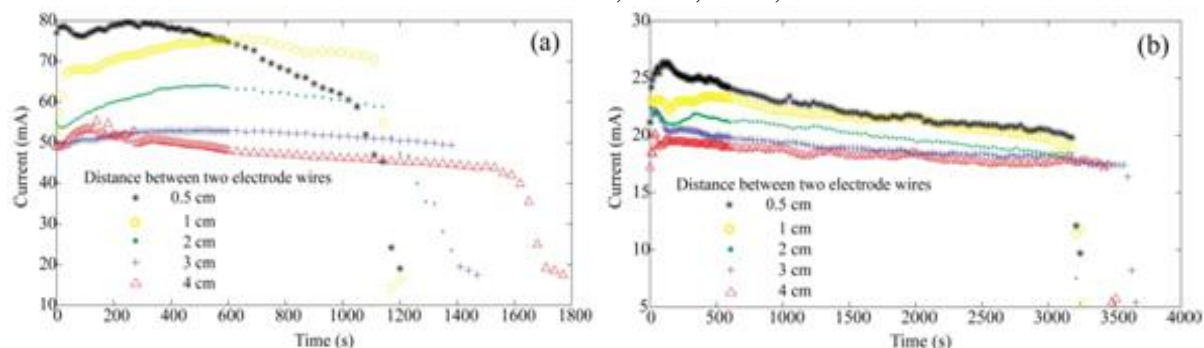 80
70
60
50
40
30
20
10
Current (mA)
(a)
Distance between two electrode wires
0.5 cm
1 cm
2 cm
3 cm
4 cm
0 200 400 600 800 1000 1200 1400 1600 1800
Time (s)
30
25
20
15
10
5
Current (mA)
(b)
Distance between two electrode wires
0.5 cm
1 cm
2 cm
3 cm
4 cm
0 500 1000 1500 2000 2500 3000 3500 4000
Time (s)